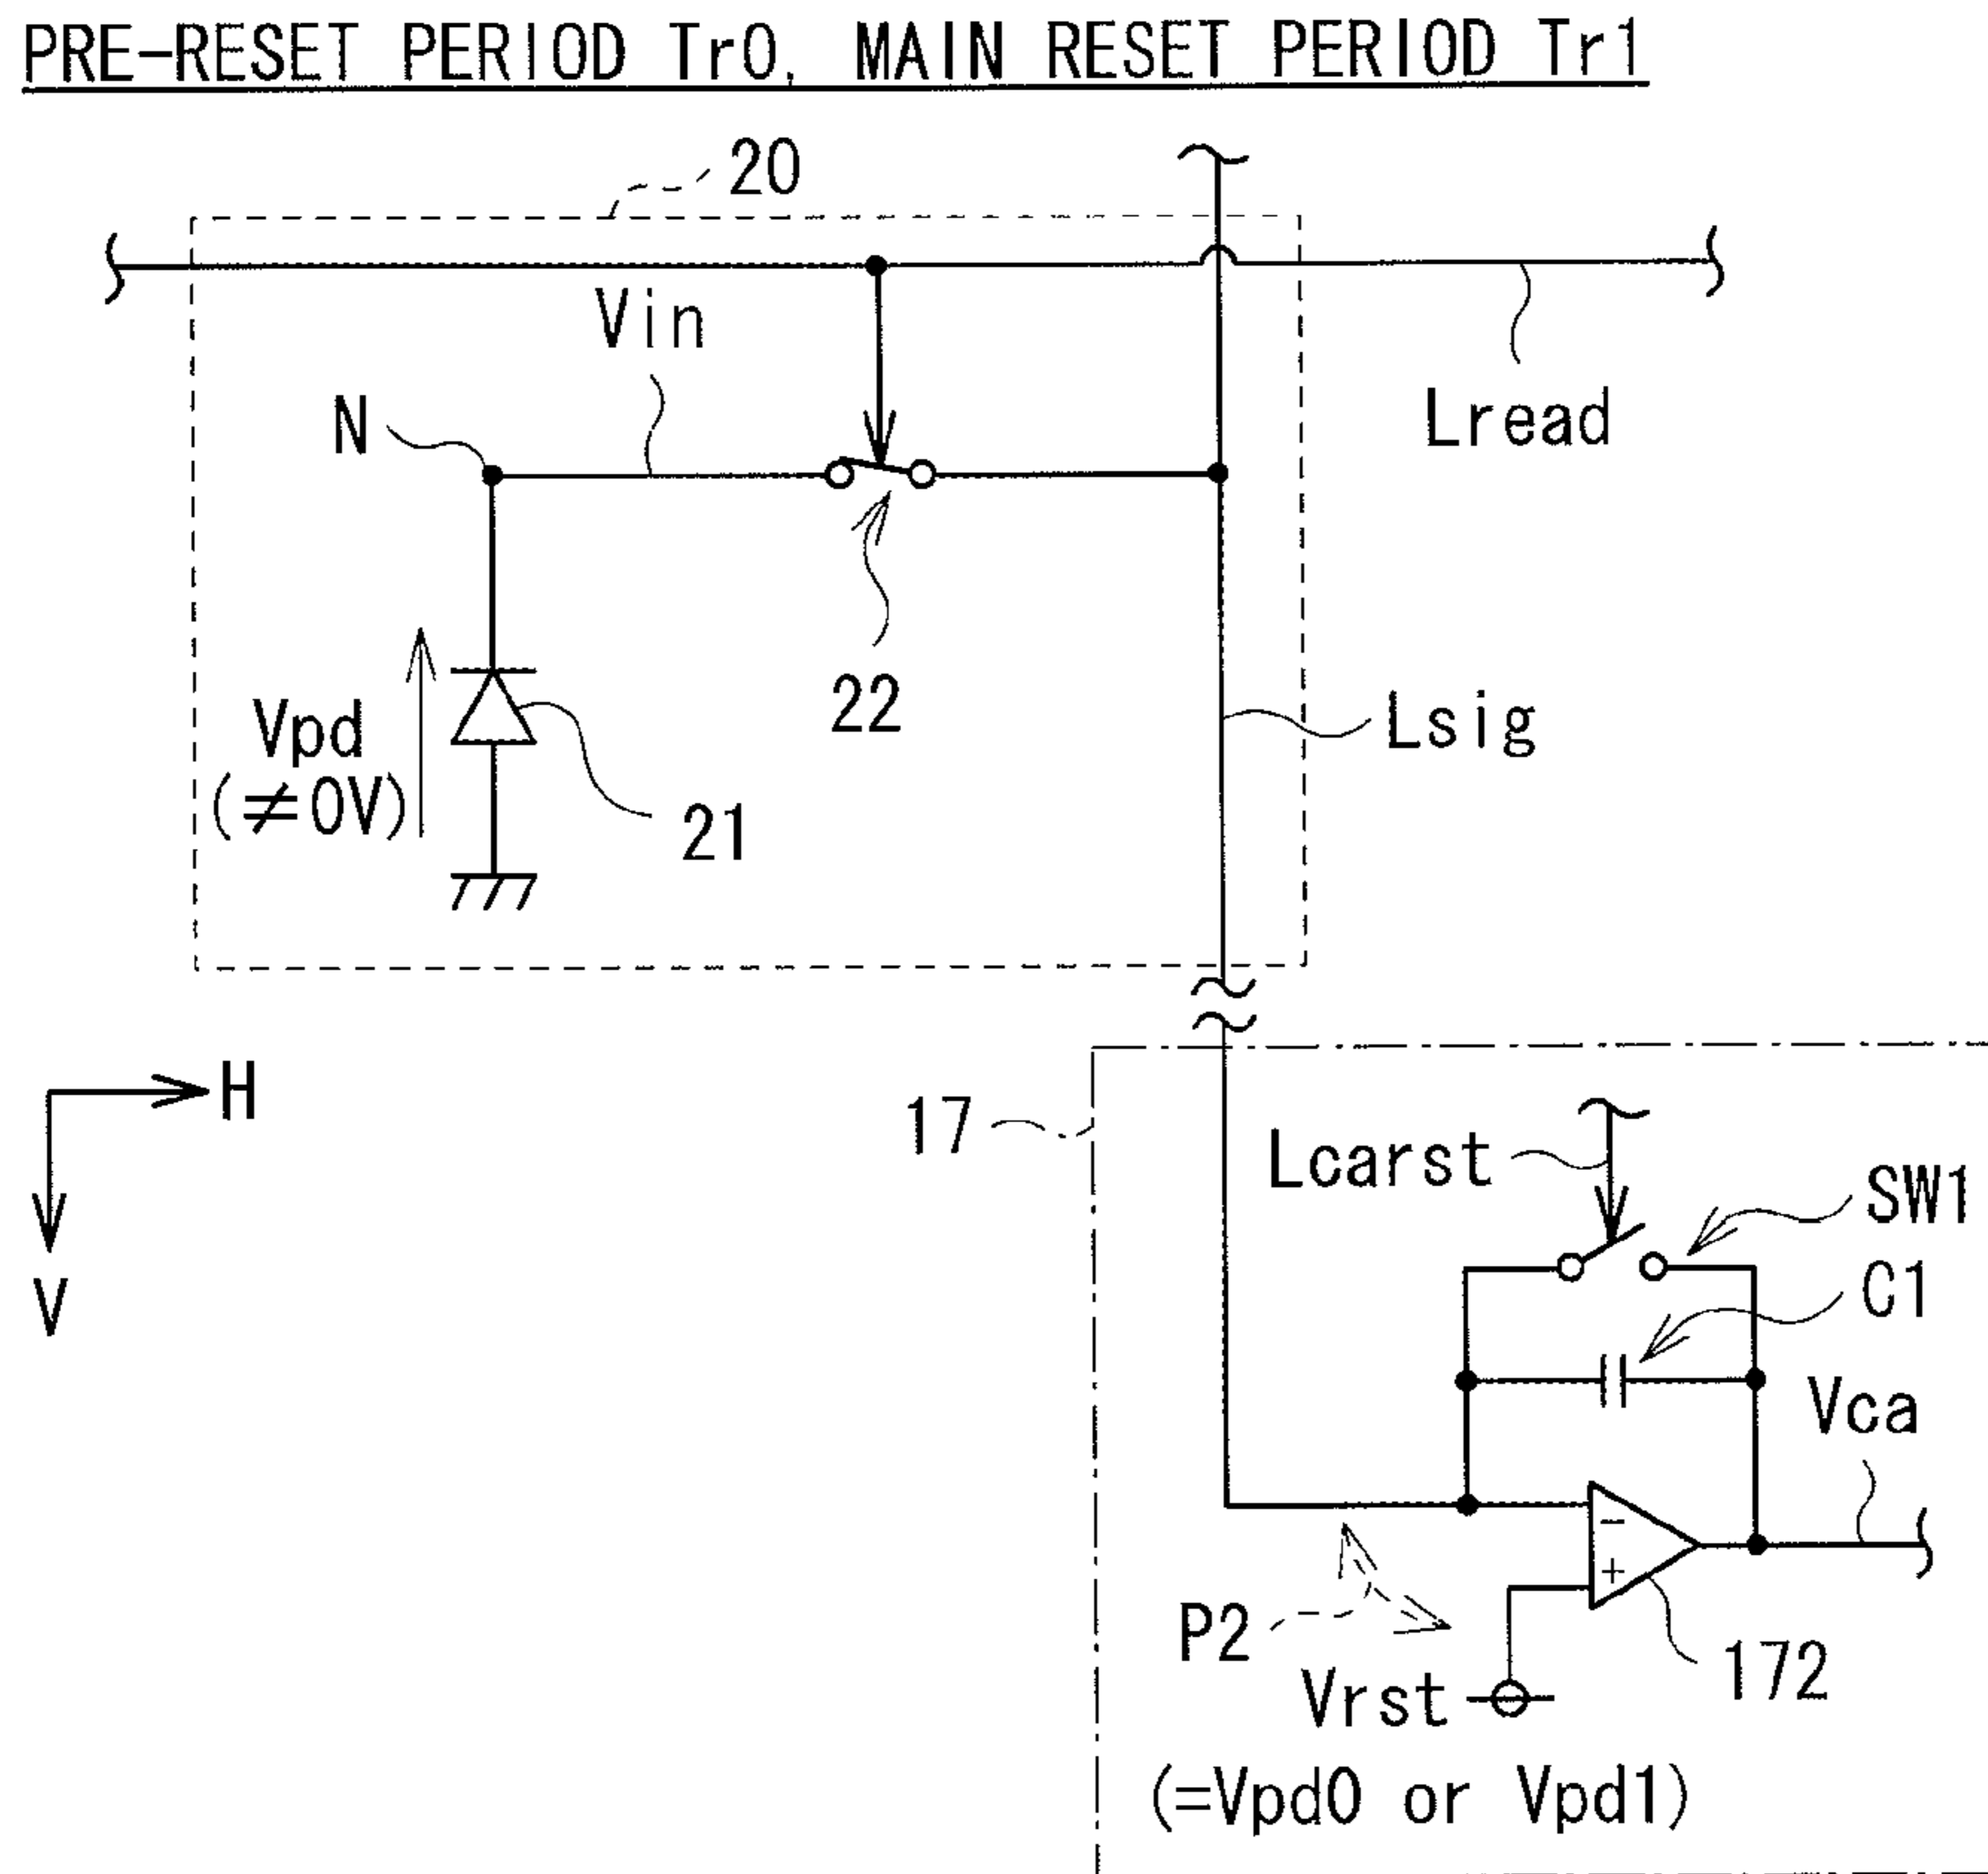 PRE-RESET PERIOD Tr0, MAIN RESET PERIOD Tr1
20
Vin
N
Lread
22
Vpd
(≠0V)
Lsig
21
H
17
Lcarst
SW1
V
C1
Vca
−
+
P2
172
Vrst
(=Vpd0 or Vpd1)